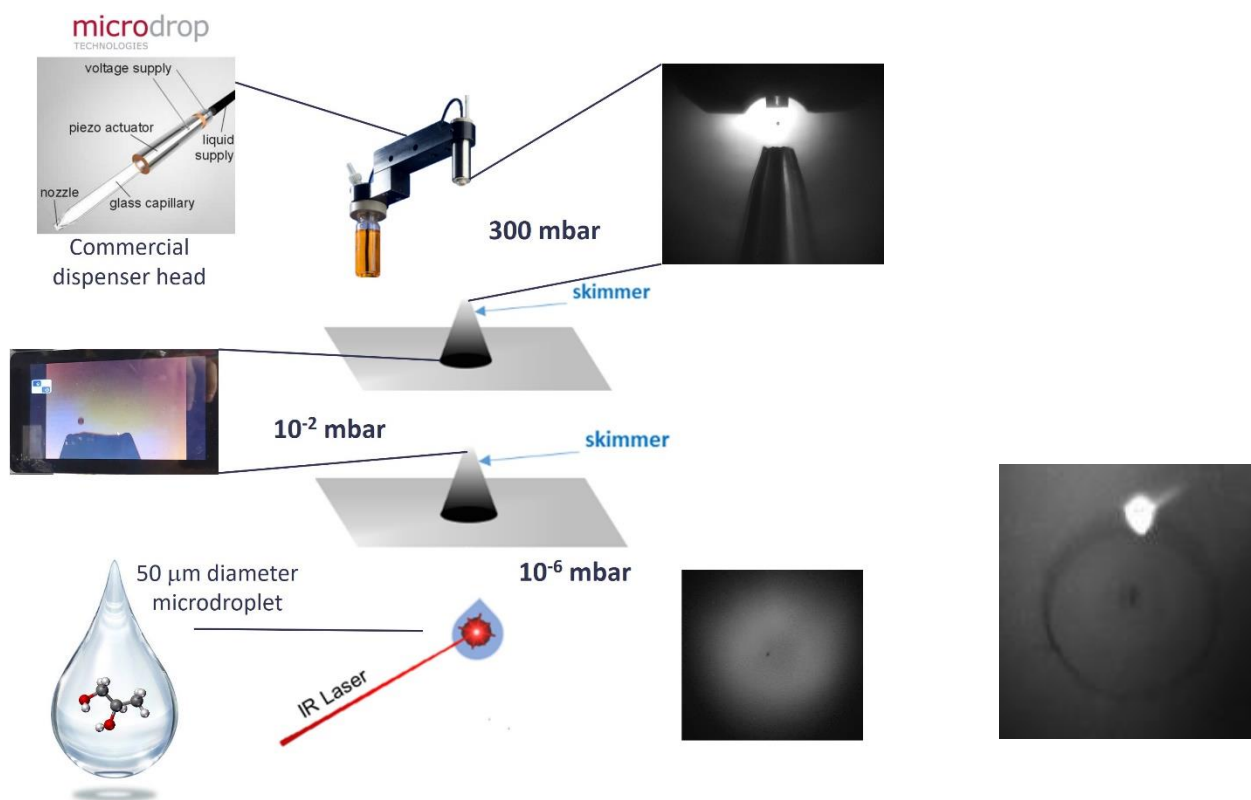 microdrop
TECHNOLOGIES
voltage supply
piezo actuator
liquid
supply
nozzle
glass capillary
Commercial
dispenser head
300 mbar
skimmer
10⁻² mbar
skimmer
50 μm diameter
microdroplet
10⁻⁶ mbar
IR Laser